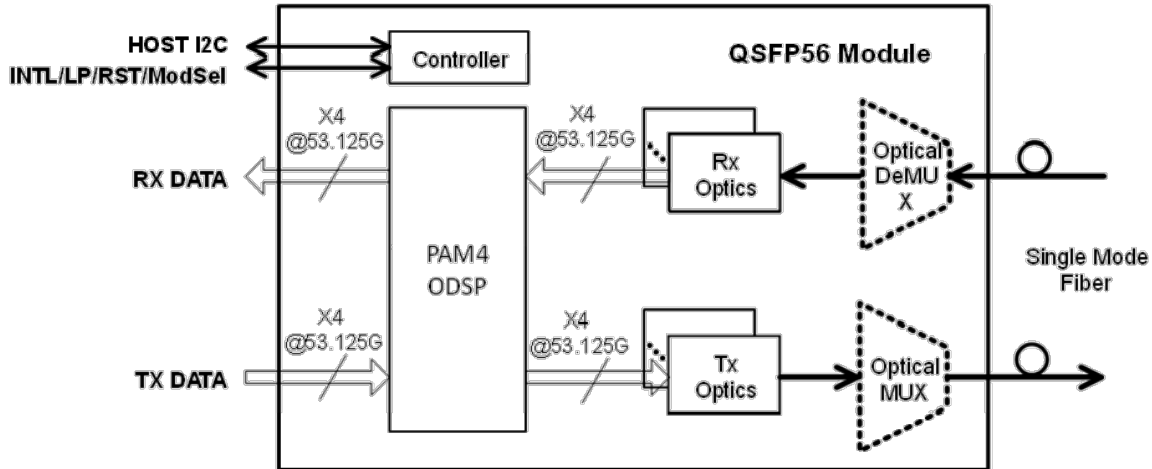 HOST I2C
INTL/LP/RST/ModSel
Controller
QSFP56 Module
X4
@53.125G
X4
@53.125G
RX DATA
Rx
Optics
Optical
DeMU
X
PAM4
ODSP
Single Mode
Fiber
X4
@53.125G
X4
@53.125G
TX DATA
Tx
Optics
Optical
MUX